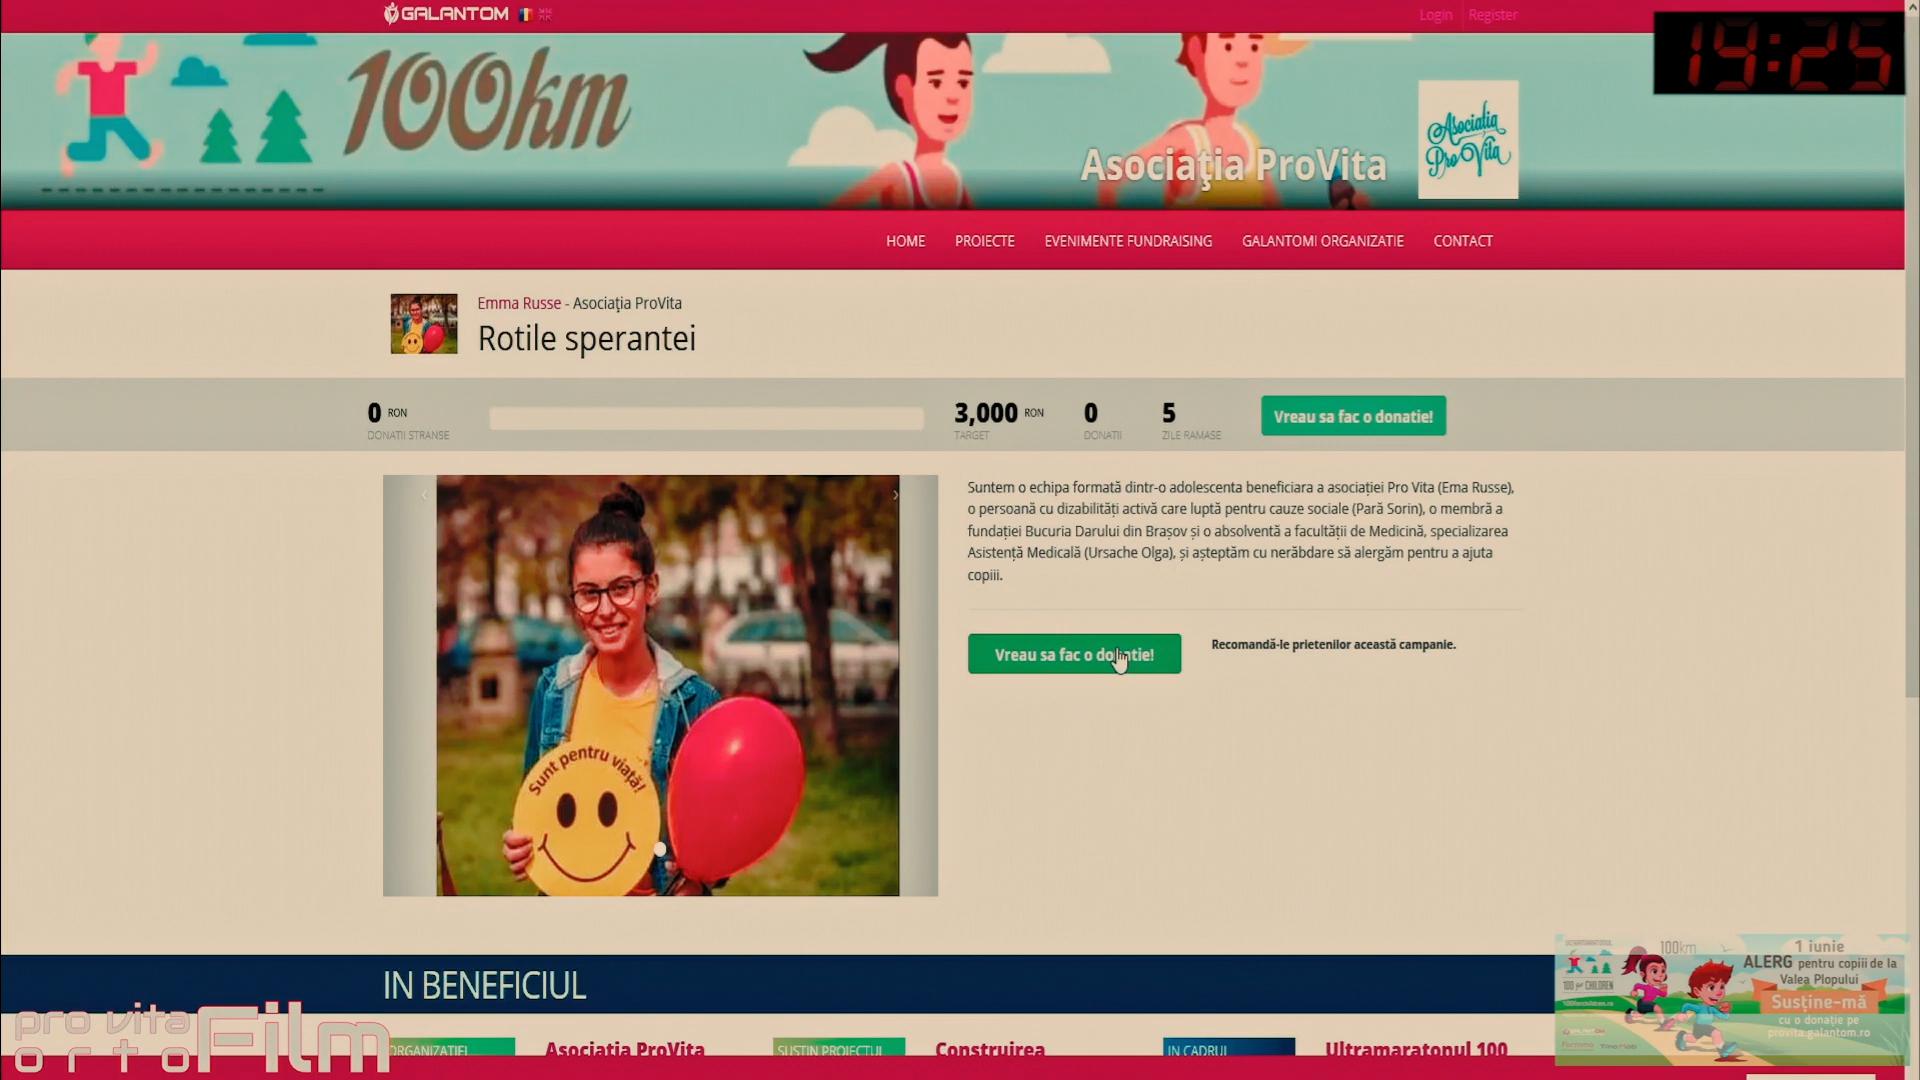 GALANTOM
Login
Register
19:25
100km
Asociaţia ProVita
Asociatia
Pro Vita
HOME
PROIECTE
EVENIMENTE FUNDRAISING
GALANTOMI ORGANIZATIE
CONTACT
Emma Russe - Asociaţia ProVita
Rotile sperantei
0 RON
DONATII STRANSE
3,000 RON
TARGET
0
DONATII
5
ZILE RAMASE
Vreau sa fac o donatie!
Suntem o echipa formată dintr-o adolescenta beneficiara a asociației Pro Vita (Ema Russe),
o persoană cu dizabilități activă care luptă pentru cauze sociale (Pară Sorin), o membră a
fundației Bucuria Darului din Brașov și o absolventă a facultății de Medicină, specializarea
Asistență Medicală (Ursache Olga), și așteptăm cu nerăbdare să alergăm pentru a ajuta
copiii.
Vreau sa fac o donatie!
Recomandă-le prietenilor această campanie.
Sunt pentru viață!
IN BENEFICIUL
ORGANIZATIEI
Asociatia ProVita
SUSTIN PROIECTUL
Construirea
IN CADRUL
Ultramaratonul 100
pro vita
orto Film
100km
100 for CHILDREN
1 iunie
ALERG pentru copiii de la
Valea Plopului
Susține-mă
cu o donație pe
provita.galantom.ro